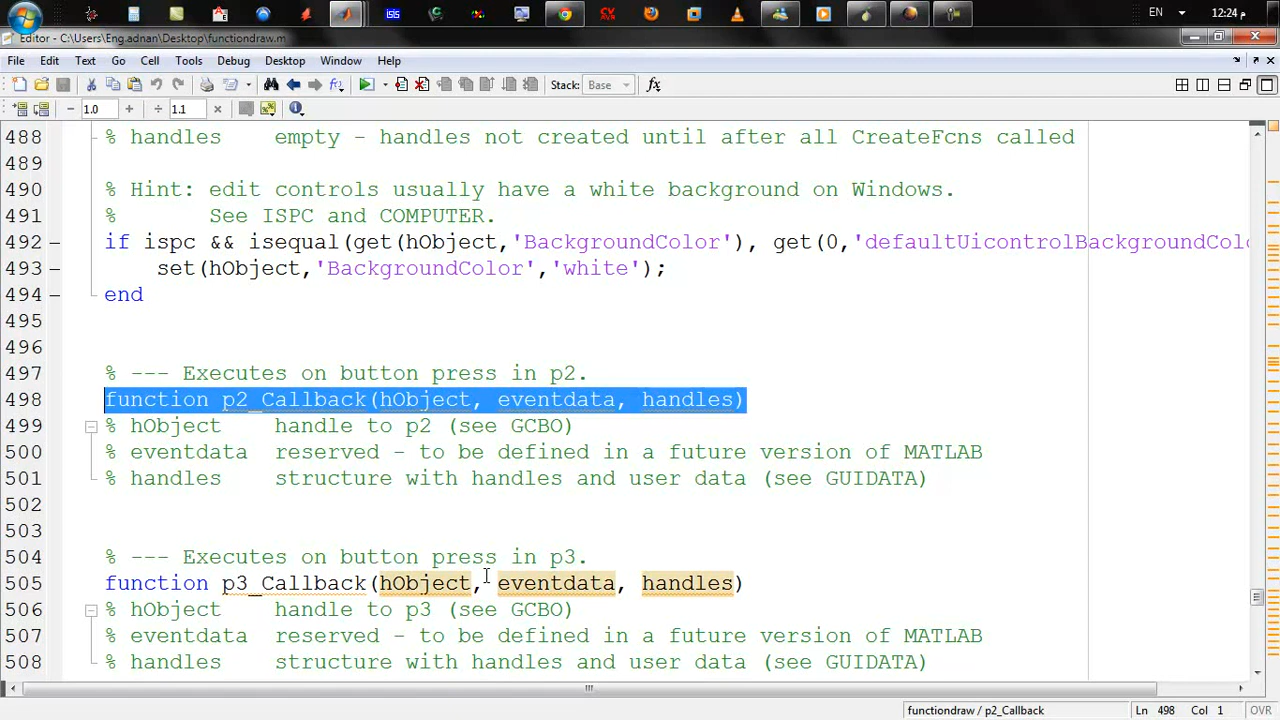 EN
12:24 م
Editor - C:\Users\Eng.adnan\Desktop\functiondraw.m
File Edit Text Go Cell Tools Debug Desktop Window Help
Stack: Base fx
1.0 1.1
488 % handles    empty - handles not created until after all CreateFcns called
489
490 % Hint: edit controls usually have a white background on Windows.
491 %       See ISPC and COMPUTER.
492 if ispc && isequal(get(hObject,'BackgroundColor'), get(0,'defaultUicontrolBackgroundColo
493     set(hObject,'BackgroundColor','white');
494 end
495
496
497 % --- Executes on button press in p2.
498 function p2_Callback(hObject, eventdata, handles)
499 % hObject    handle to p2 (see GCBO)
500 % eventdata  reserved - to be defined in a future version of MATLAB
501 % handles    structure with handles and user data (see GUIDATA)
502
503
504 % --- Executes on button press in p3.
505 function p3_Callback(hObject, eventdata, handles)
506 % hObject    handle to p3 (see GCBO)
507 % eventdata  reserved - to be defined in a future version of MATLAB
508 % handles    structure with handles and user data (see GUIDATA)
functiondraw / p2_Callback Ln 498 Col 1 OVR